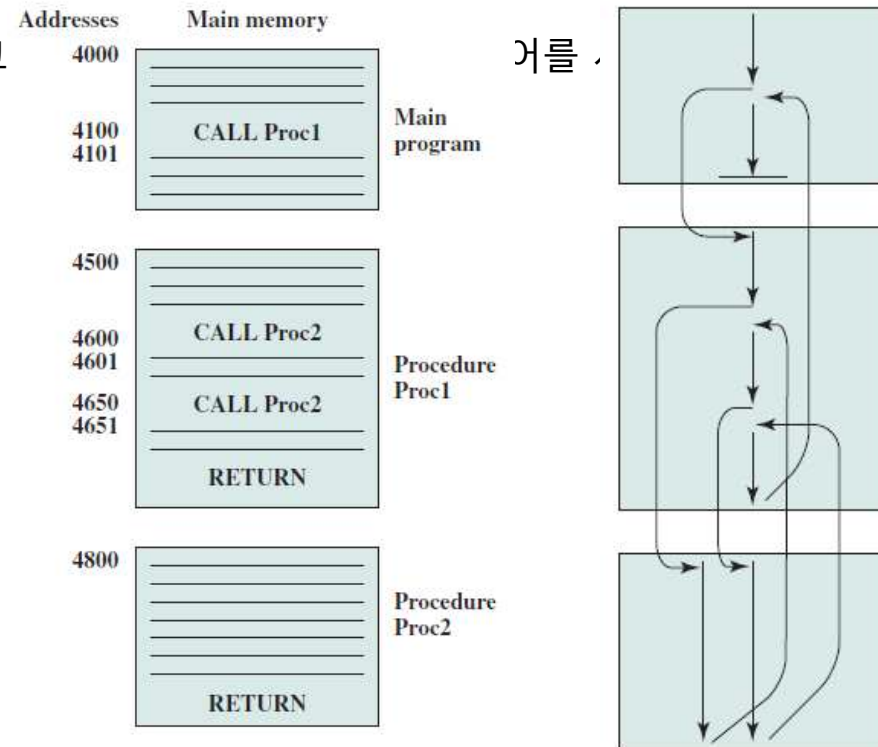 Addresses Main memory
어를
4000
4100 CALL Proc1
4101
Main
program
4500
4600 CALL Proc2
4601
4650 CALL Proc2
4651
RETURN
Procedure
Proc1
4800
RETURN
Procedure
Proc2